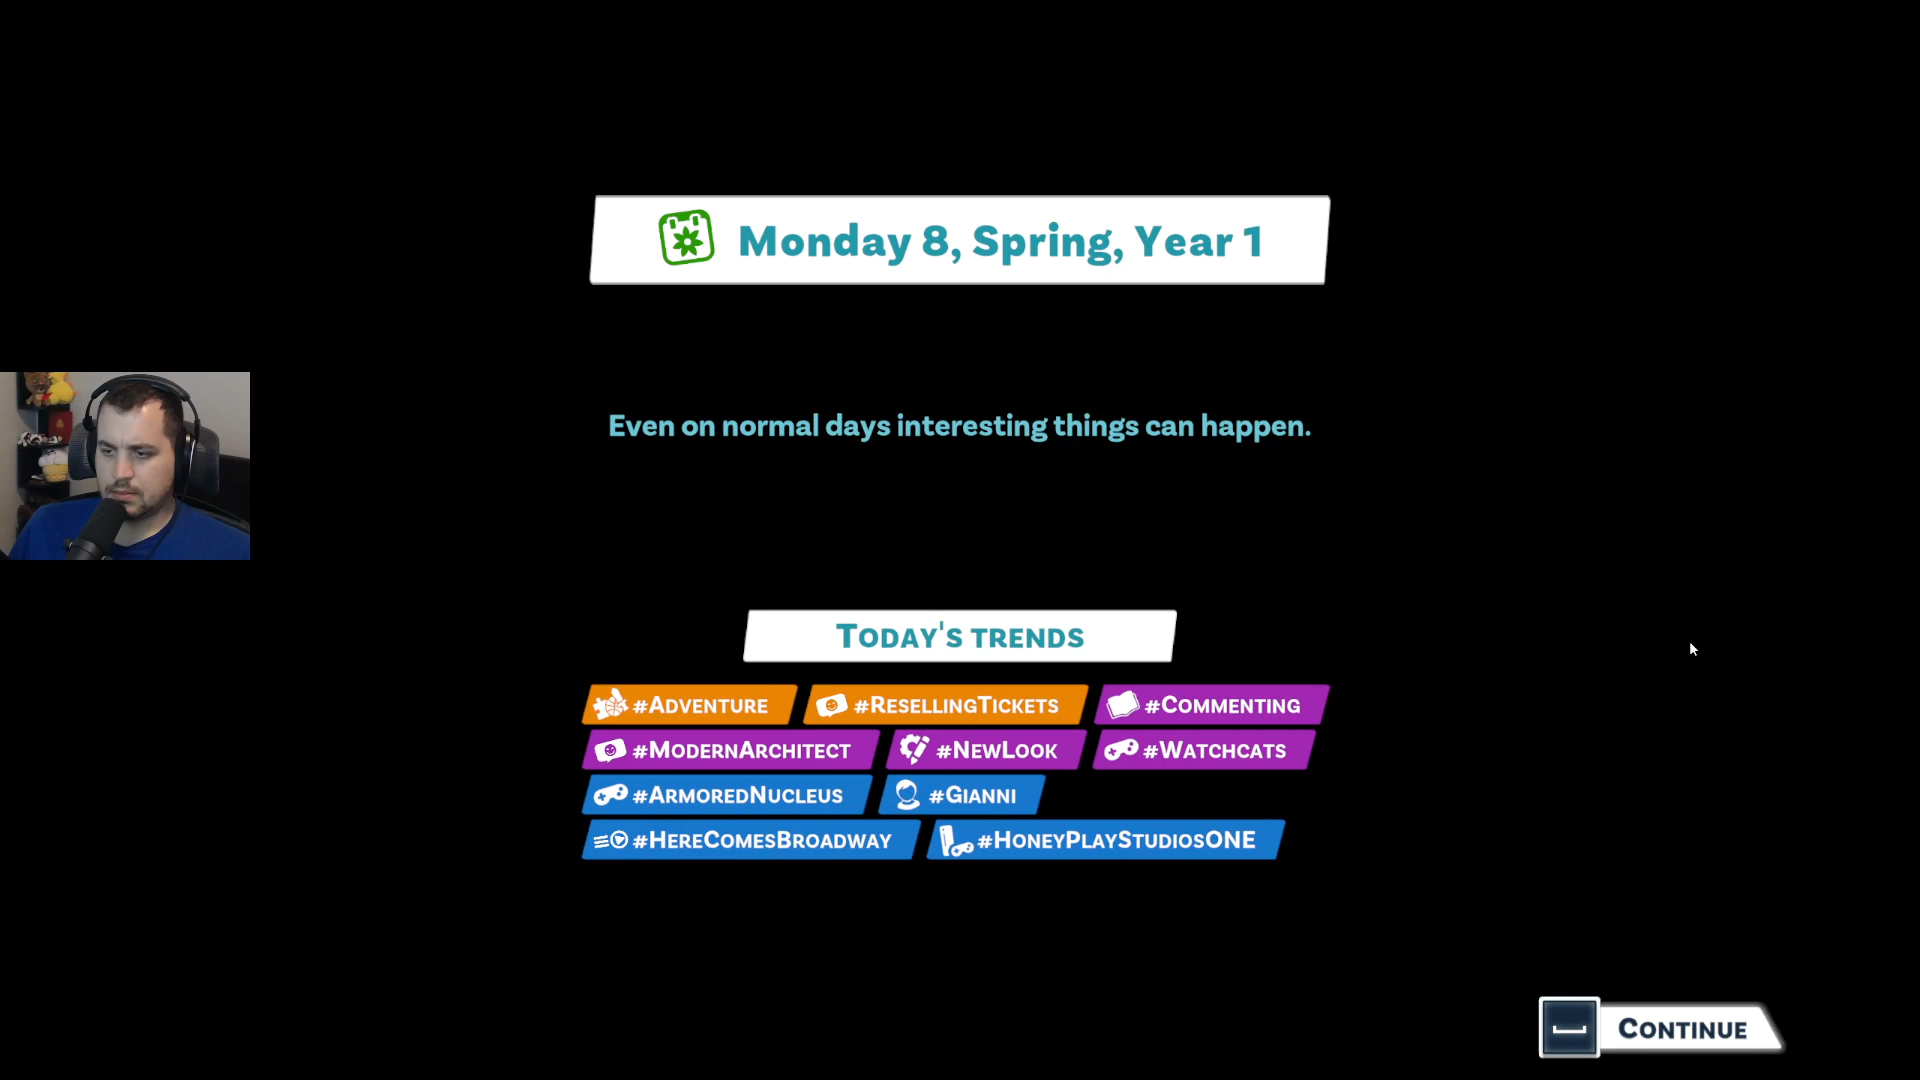 Monday 8, Spring, Year 1
Even on normal days interesting things can happen.
TODAY'S TRENDS
#ADVENTURE #RESELLINGTICKETS #COMMENTING
#MODERNARCHITECT #NEWLOOK #WATCHCATS
#ARMOREDNUCLEUS #GIANNI
#HERECOMESBROADWAY #HONEYPLAYSTUDIOSONE
CONTINUE